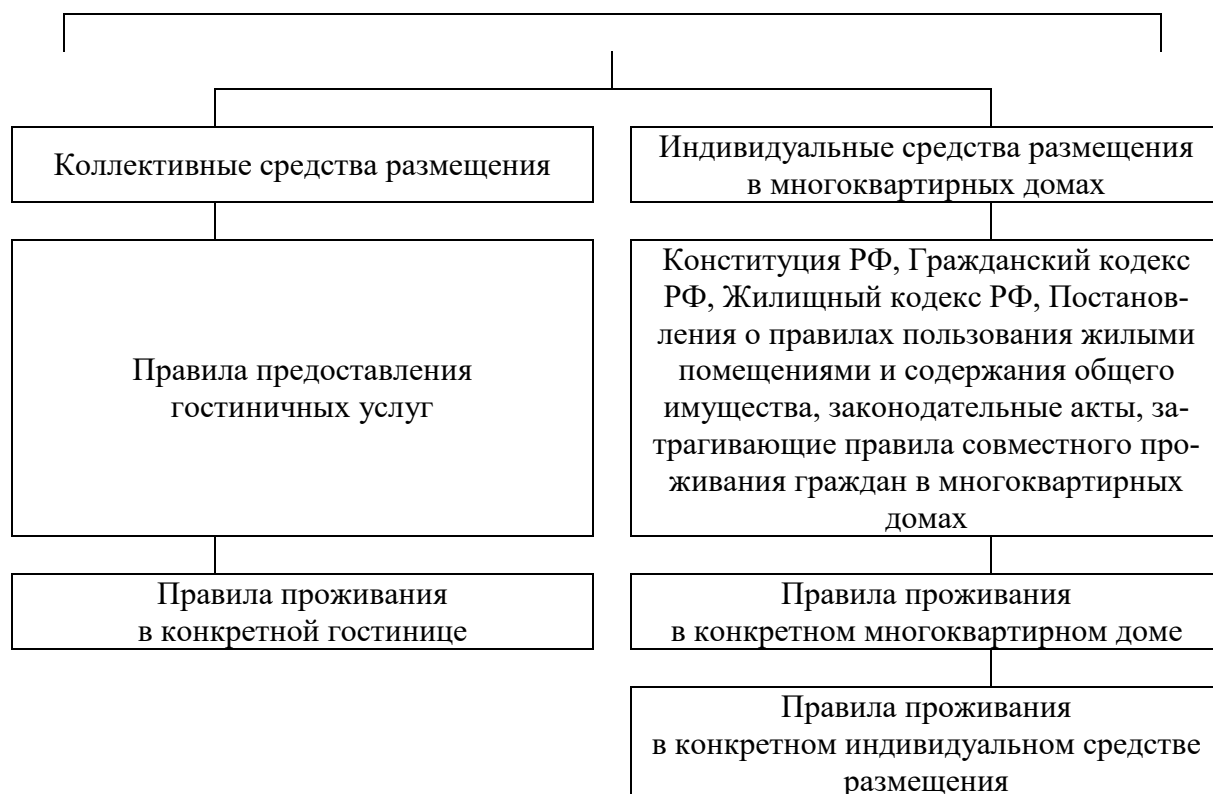 Коллективные средства размещения
Индивидуальные средства размещения
в многоквартирных домах
Правила предоставления
гостиничных услуг
Конституция РФ, Гражданский кодекс
РФ, Жилищный кодекс РФ, Постанов-
ления о правилах пользования жилыми
помещениями и содержания общего
имущества, законодательные акты, за-
трагивающие правила совместного про-
живания граждан в многоквартирных
домах
Правила проживания
в конкретной гостинице
Правила проживания
в конкретном многоквартирном доме
Правила проживания
в конкретном индивидуальном средстве
размещения